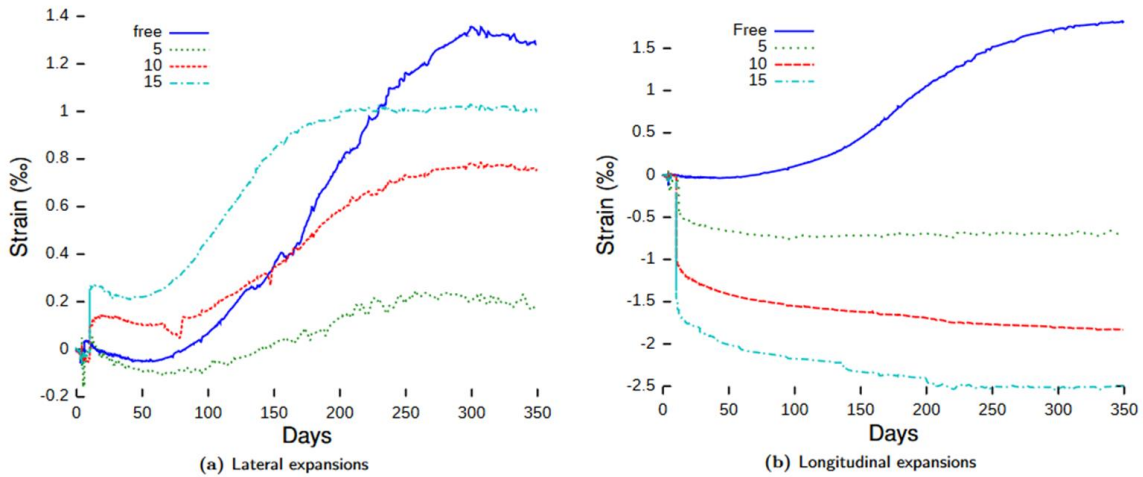 1.4
1.2
1
0.8
0.6
0.4
0.2
0
-0.2
Strain (‰)
free
5
10
15
0 50 100 150 200 250 300 350
Days
(a) Lateral expansions
1.5
1
0.5
0
-0.5
-1
-1.5
-2
-2.5
Strain (‰)
Free
5
10
15
0 50 100 150 200 250 300 350
Days
(b) Longitudinal expansions